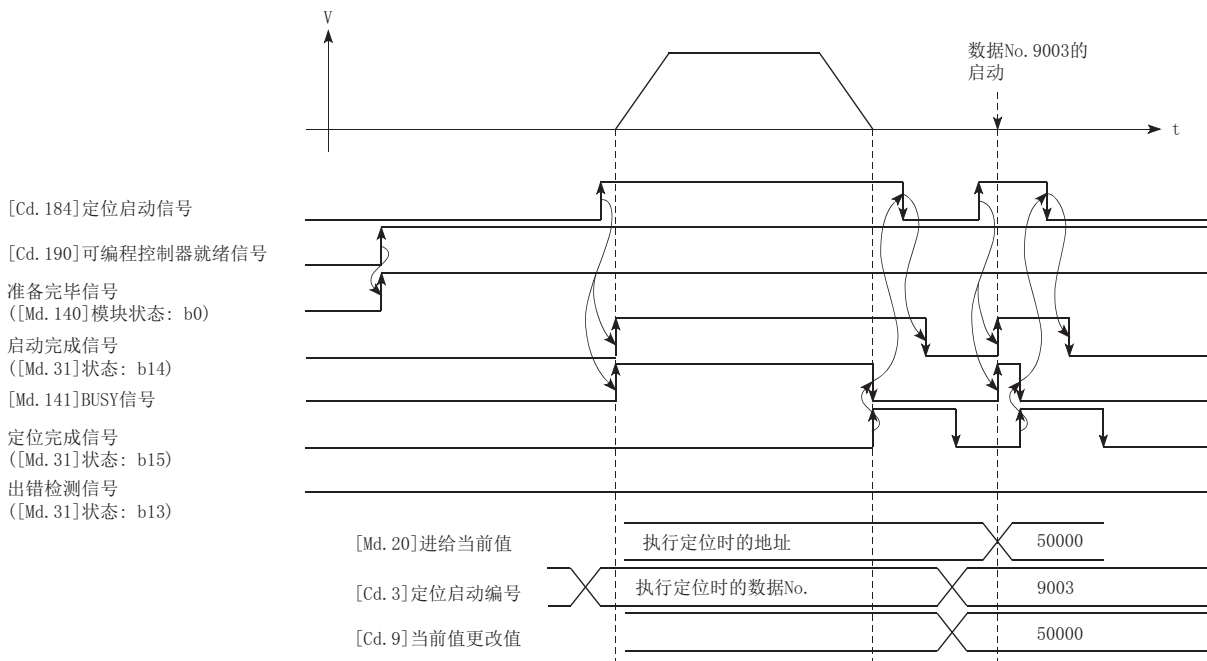 V
数据No.9003的
启动
t
[Cd.184]定位启动信号
[Cd.190]可编程控制器就绪信号
准备完毕信号
([Md.140]模块状态: b0)
启动完成信号
([Md.31]状态: b14)
[Md.141]BUSY信号
定位完成信号
([Md.31]状态: b15)
出错检测信号
([Md.31]状态: b13)
[Md.20]进给当前值 执行定位时的地址 50000
[Cd.3]定位启动编号 执行定位时的数据No. 9003
[Cd.9]当前值更改值 50000